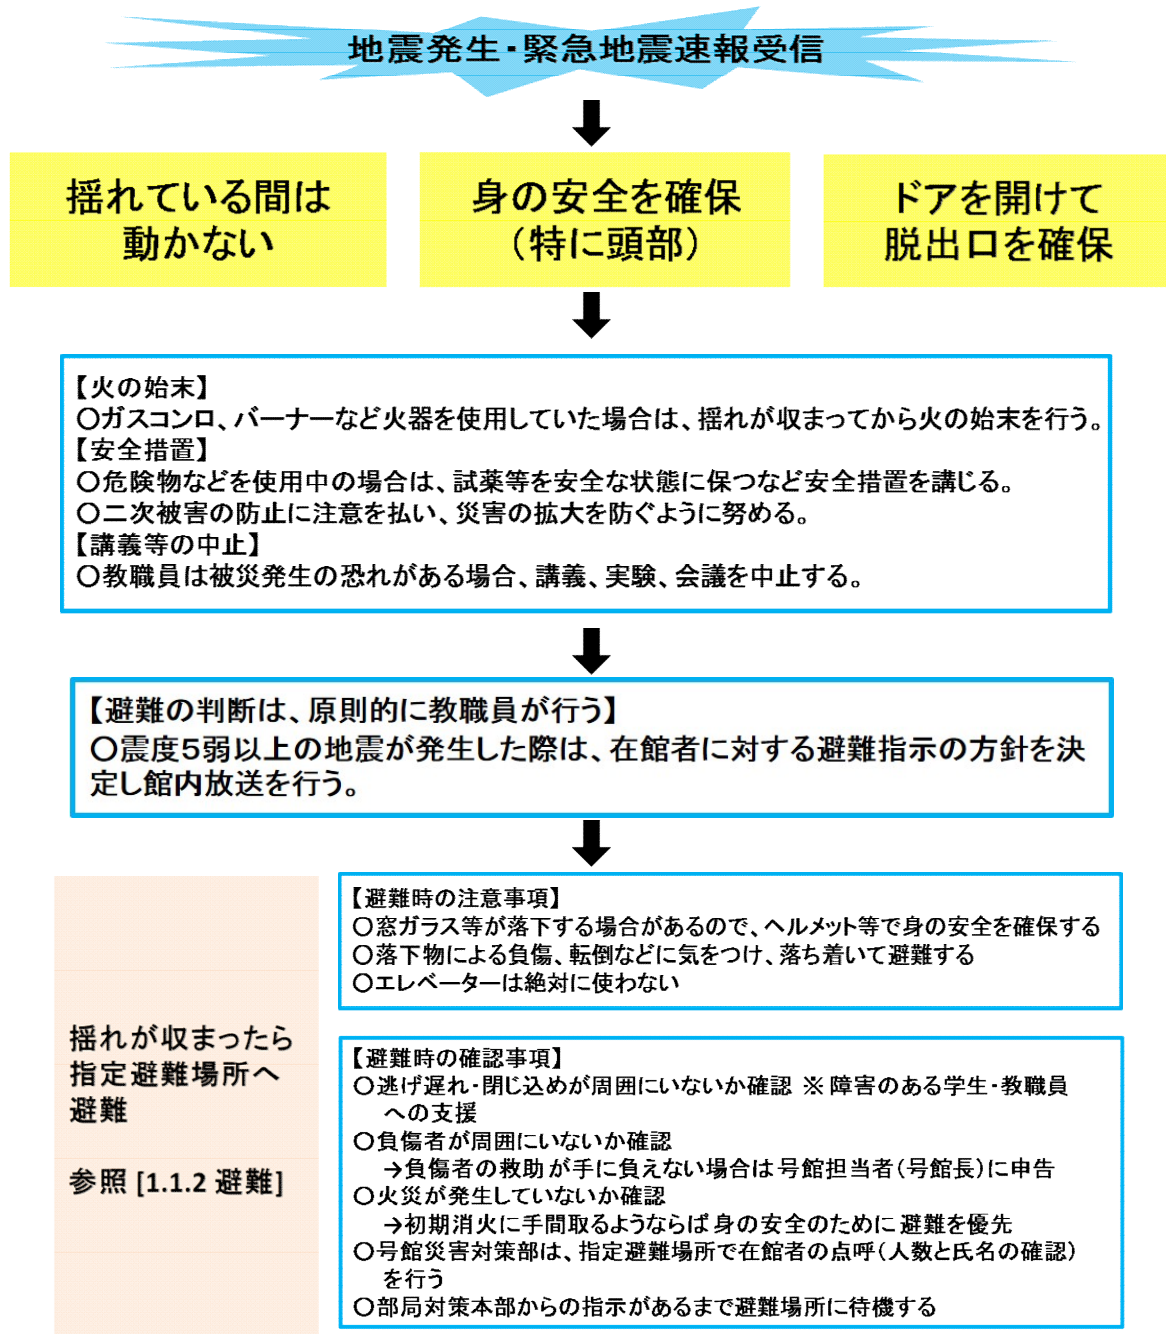 地震発生・緊急地震速報受信
揺れている間は
動かない
身の安全を確保
（特に頭部）
ドアを開けて
脱出口を確保
【火の始末】
○ガスコンロ、バーナーなど火器を使用していた場合は、揺れが収まってから火の始末を行う。
【安全措置】
○危険物などを使用中の場合は、試薬等を安全な状態に保つなど安全措置を講じる。
○二次被害の防止に注意を払い、災害の拡大を防ぐように努める。
【講義等の中止】
○教職員は被災発生の恐れがある場合、講義、実験、会議を中止する。
【避難の判断は、原則的に教職員が行う】
○震度５弱以上の地震が発生した際は、在館者に対する避難指示の方針を決
定し館内放送を行う。
揺れが収まったら
指定避難場所へ
避難
参照 [1.1.2 避難]
【避難時の注意事項】
○窓ガラス等が落下する場合があるので、ヘルメット等で身の安全を確保する
○落下物による負傷、転倒などに気をつけ、落ち着いて避難する
○エレベーターは絶対に使わない
【避難時の確認事項】
○逃げ遅れ・閉じ込めが周囲にいないか確認 ※障害のある学生・教職員
への支援
○負傷者が周囲にいないか確認
→負傷者の救助が手に負えない場合は号館担当者（号館長）に申告
○火災が発生していないか確認
→初期消火に手間取るようならば身の安全のために避難を優先
○号館災害対策部は、指定避難場所で在館者の点呼（人数と氏名の確認）
を行う
○部局対策本部からの指示があるまで避難場所に待機する